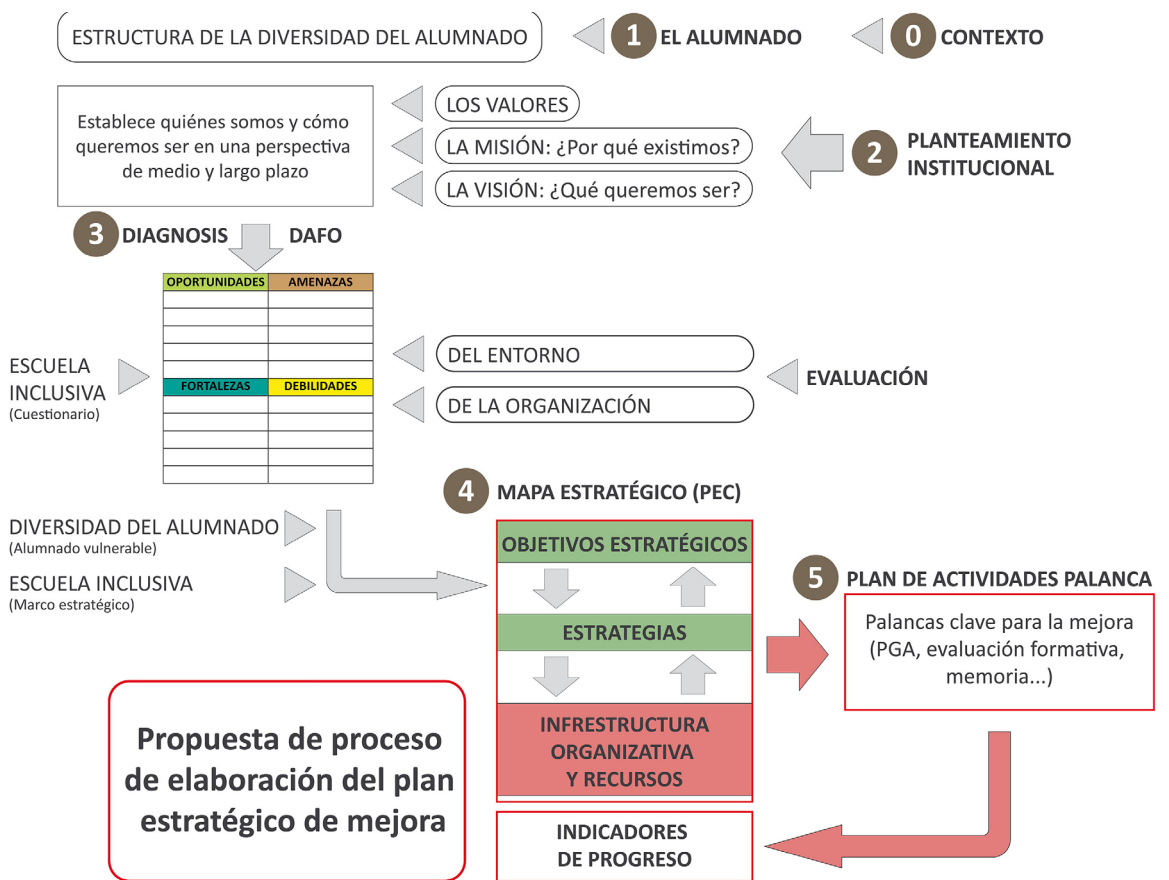 ESTRUCTURA DE LA DIVERSIDAD DEL ALUMNADO
1 EL ALUMNADO
0 CONTEXTO
Establece quiénes somos y cómo
queremos ser en una perspectiva
de medio y largo plazo
LOS VALORES
LA MISIÓN: ¿Por qué existimos?
LA VISIÓN: ¿Qué queremos ser?
2 PLANTEAMIENTO
INSTITUCIONAL
3 DIAGNOSIS DAFO
OPORTUNIDADES AMENAZAS
FORTALEZAS DEBILIDADES
ESCUELA
INCLUSIVA
(Cuestionario)
DEL ENTORNO
DE LA ORGANIZACIÓN
EVALUACIÓN
DIVERSIDAD DEL ALUMNADO
(Alumnado vulnerable)
ESCUELA INCLUSIVA
(Marco estratégico)
4 MAPA ESTRATÉGICO (PEC)
OBJETIVOS ESTRATÉGICOS
ESTRATEGIAS
INFRESTRUCTURA
ORGANIZATIVA
Y RECURSOS
INDICADORES
DE PROGRESO
5 PLAN DE ACTIVIDADES PALANCA
Palancas clave para la mejora
(PGA, evaluación formativa,
memoria...)
Propuesta de proceso
de elaboración del plan
estratégico de mejora